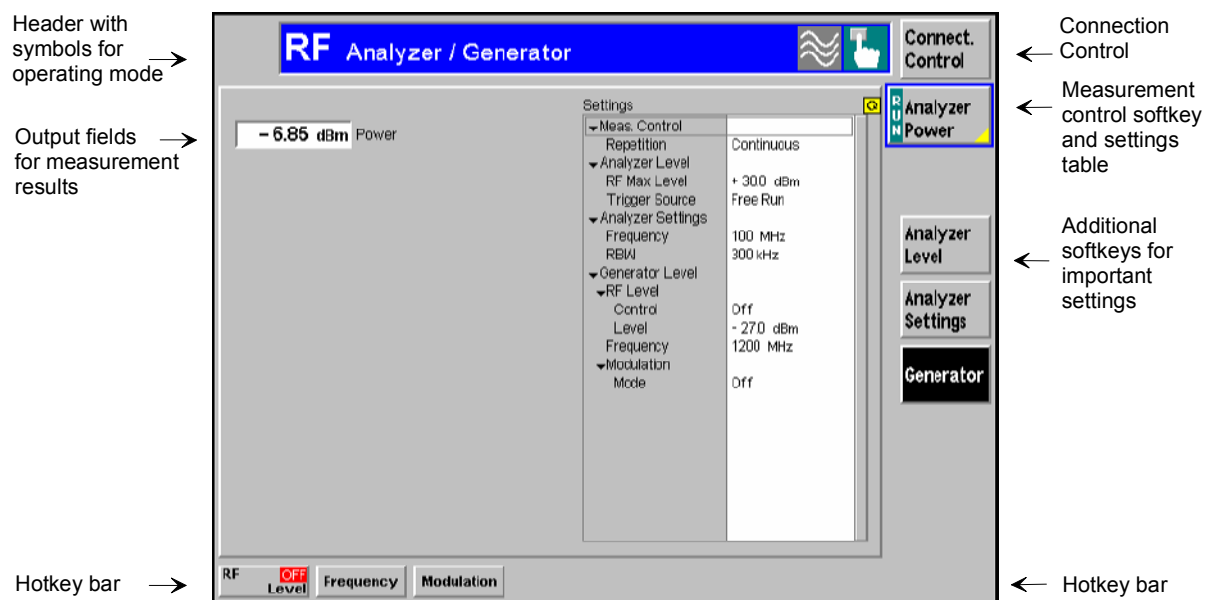 Header with
symbols for
operating mode
Output fields
for measurement
results
Hotkey bar
RF Analyzer / Generator
– 6.85 dBm Power
Settings
Meas. Control
Repetition Continuous
Analyzer Level
RF Max Level + 30.0 dBm
Trigger Source Free Run
Analyzer Settings
Frequency 100 MHz
RBW 300 kHz
Generator Level
RF Level
Control Off
Level - 27.0 dBm
Frequency 1200 MHz
Modulation
Mode Off
RF OFF
Level
Frequency
Modulation
Connect.
Control
RUN
Analyzer
Power
Analyzer
Level
Analyzer
Settings
Generator
Connection
Control
Measurement
control softkey
and settings
table
Additional
softkeys for
important
settings
Hotkey bar